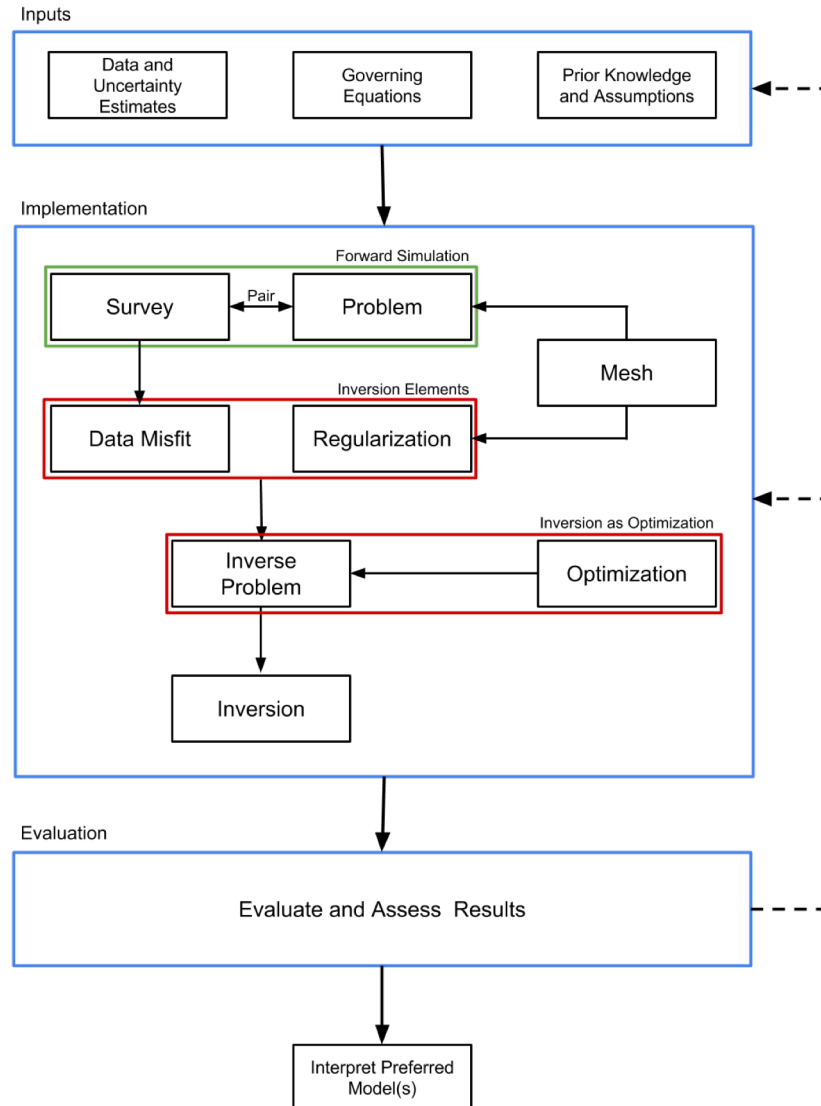 Inputs
Data and
Uncertainty
Estimates
Governing
Equations
Prior Knowledge
and Assumptions
Implementation
Forward Simulation
Survey
Pair
Problem
Mesh
Inversion Elements
Data Misfit
Regularization
Inversion as Optimization
Inverse
Problem
Optimization
Inversion
Evaluation
Evaluate and Assess Results
Interpret Preferred
Model(s)